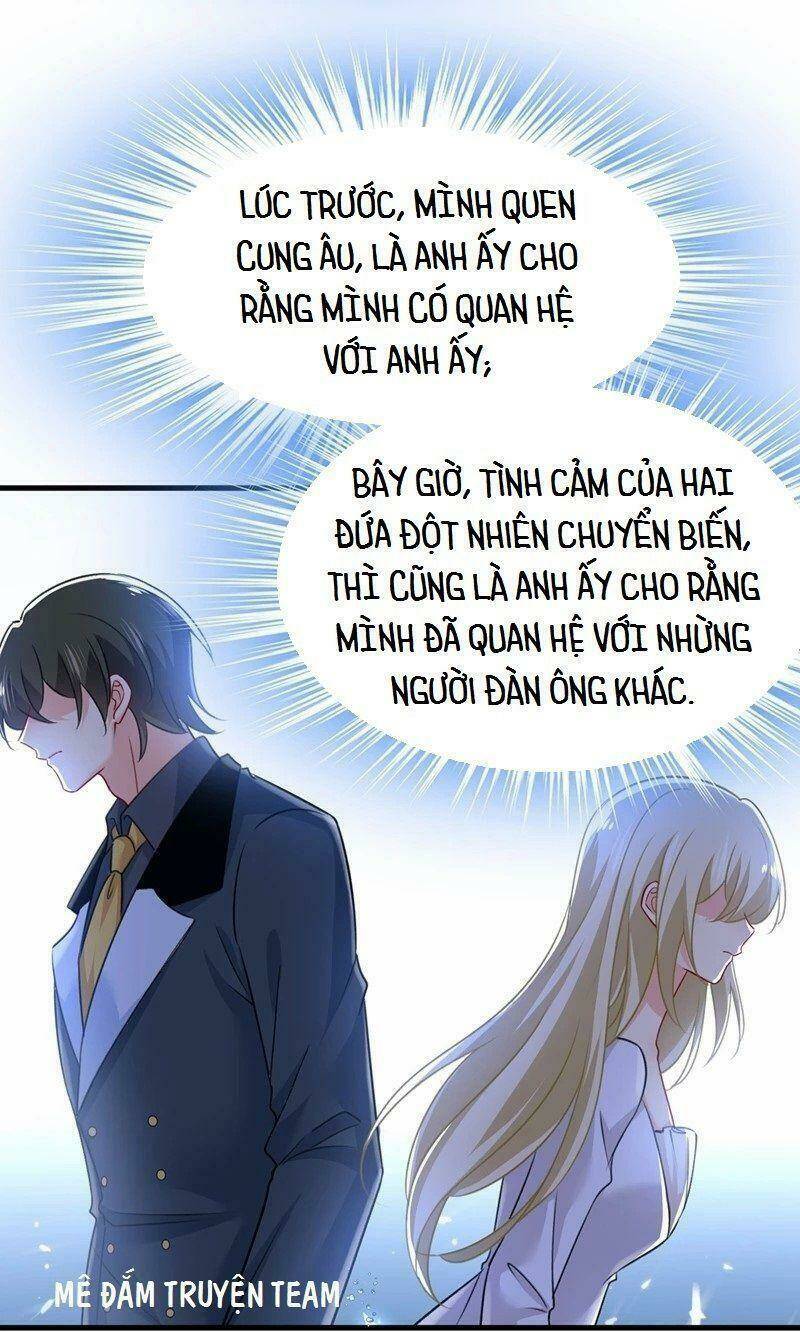 LÚC TRƯỚC, MÌNH QUEN
CUNG ÂU, LÀ ANH ẤY CHO
RẰNG MÌNH CÓ QUAN HỆ
VỚI ANH ẤY;
BÂY GIỜ, TÌNH CẢM CỦA HAI
ĐỨA ĐỘT NHIÊN CHUYỂN BIẾN,
THÌ CŨNG LÀ ANH ẤY CHO RẰNG
MÌNH ĐÃ QUAN HỆ VỚI NHỮNG
NGƯỜI ĐÀN ÔNG KHÁC.
MÊ ĐẮM TRUYỆN TEAM